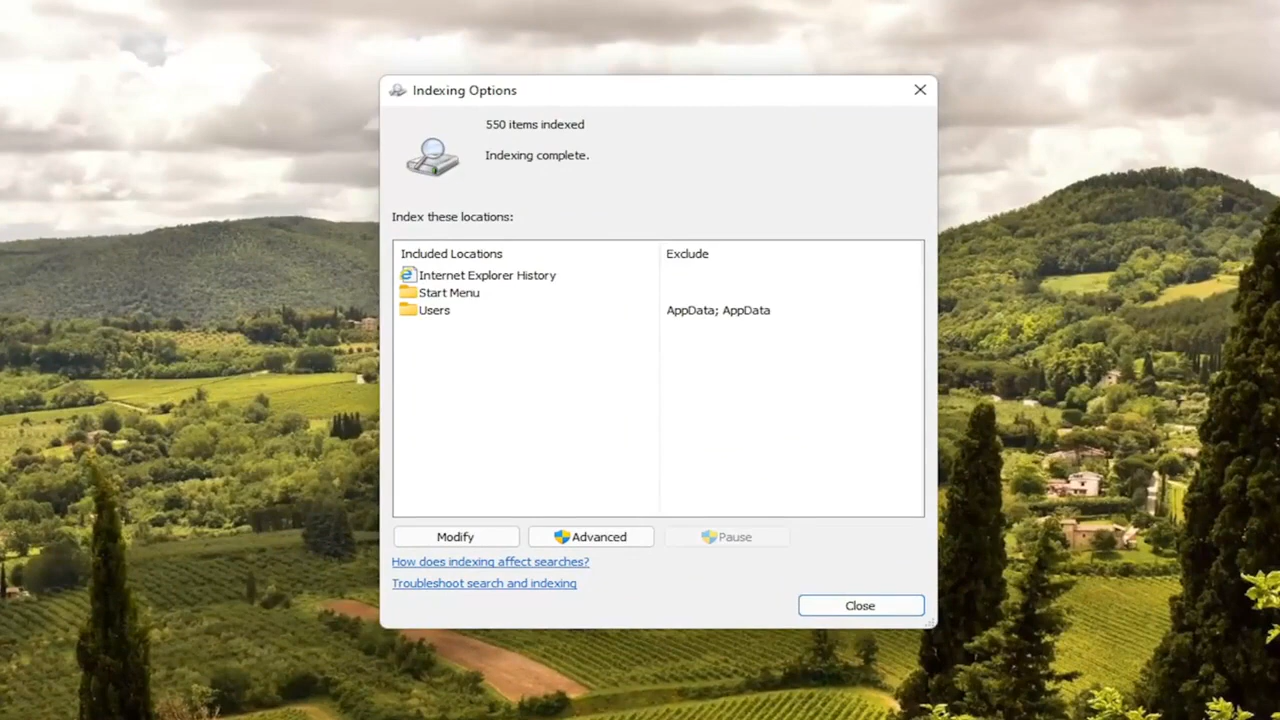 Indexing Options
550 items indexed
Indexing complete.
Index these locations:
Included Locations Exclude
Internet Explorer History
Start Menu
Users AppData; AppData
Modify Advanced Pause
How does indexing affect searches?
Troubleshoot search and indexing
Close